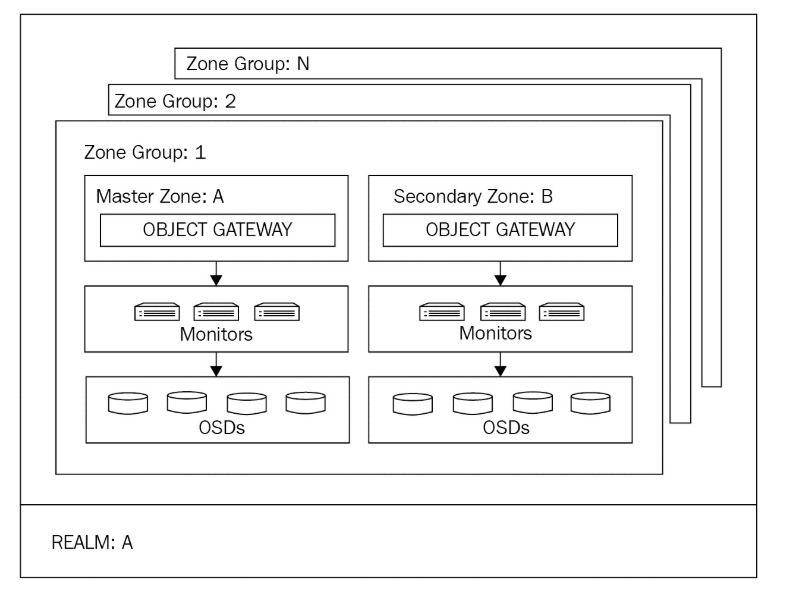 Zone Group: N
Zone Group: 2
Zone Group: 1
Master Zone: A
OBJECT GATEWAY
Monitors
OSDs
Secondary Zone: B
OBJECT GATEWAY
Monitors
OSDs
REALM: A